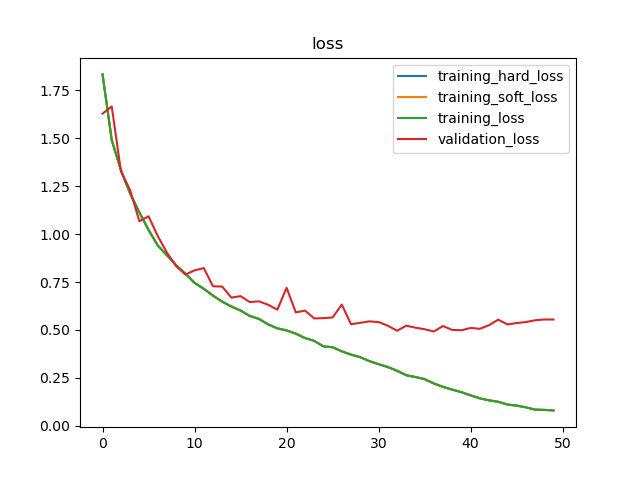 loss
training_hard_loss
training_soft_loss
training_loss
validation_loss
1.75
1.50
1.25
1.00
0.75
0.50
0.25
0.00
0 10 20 30 40 50